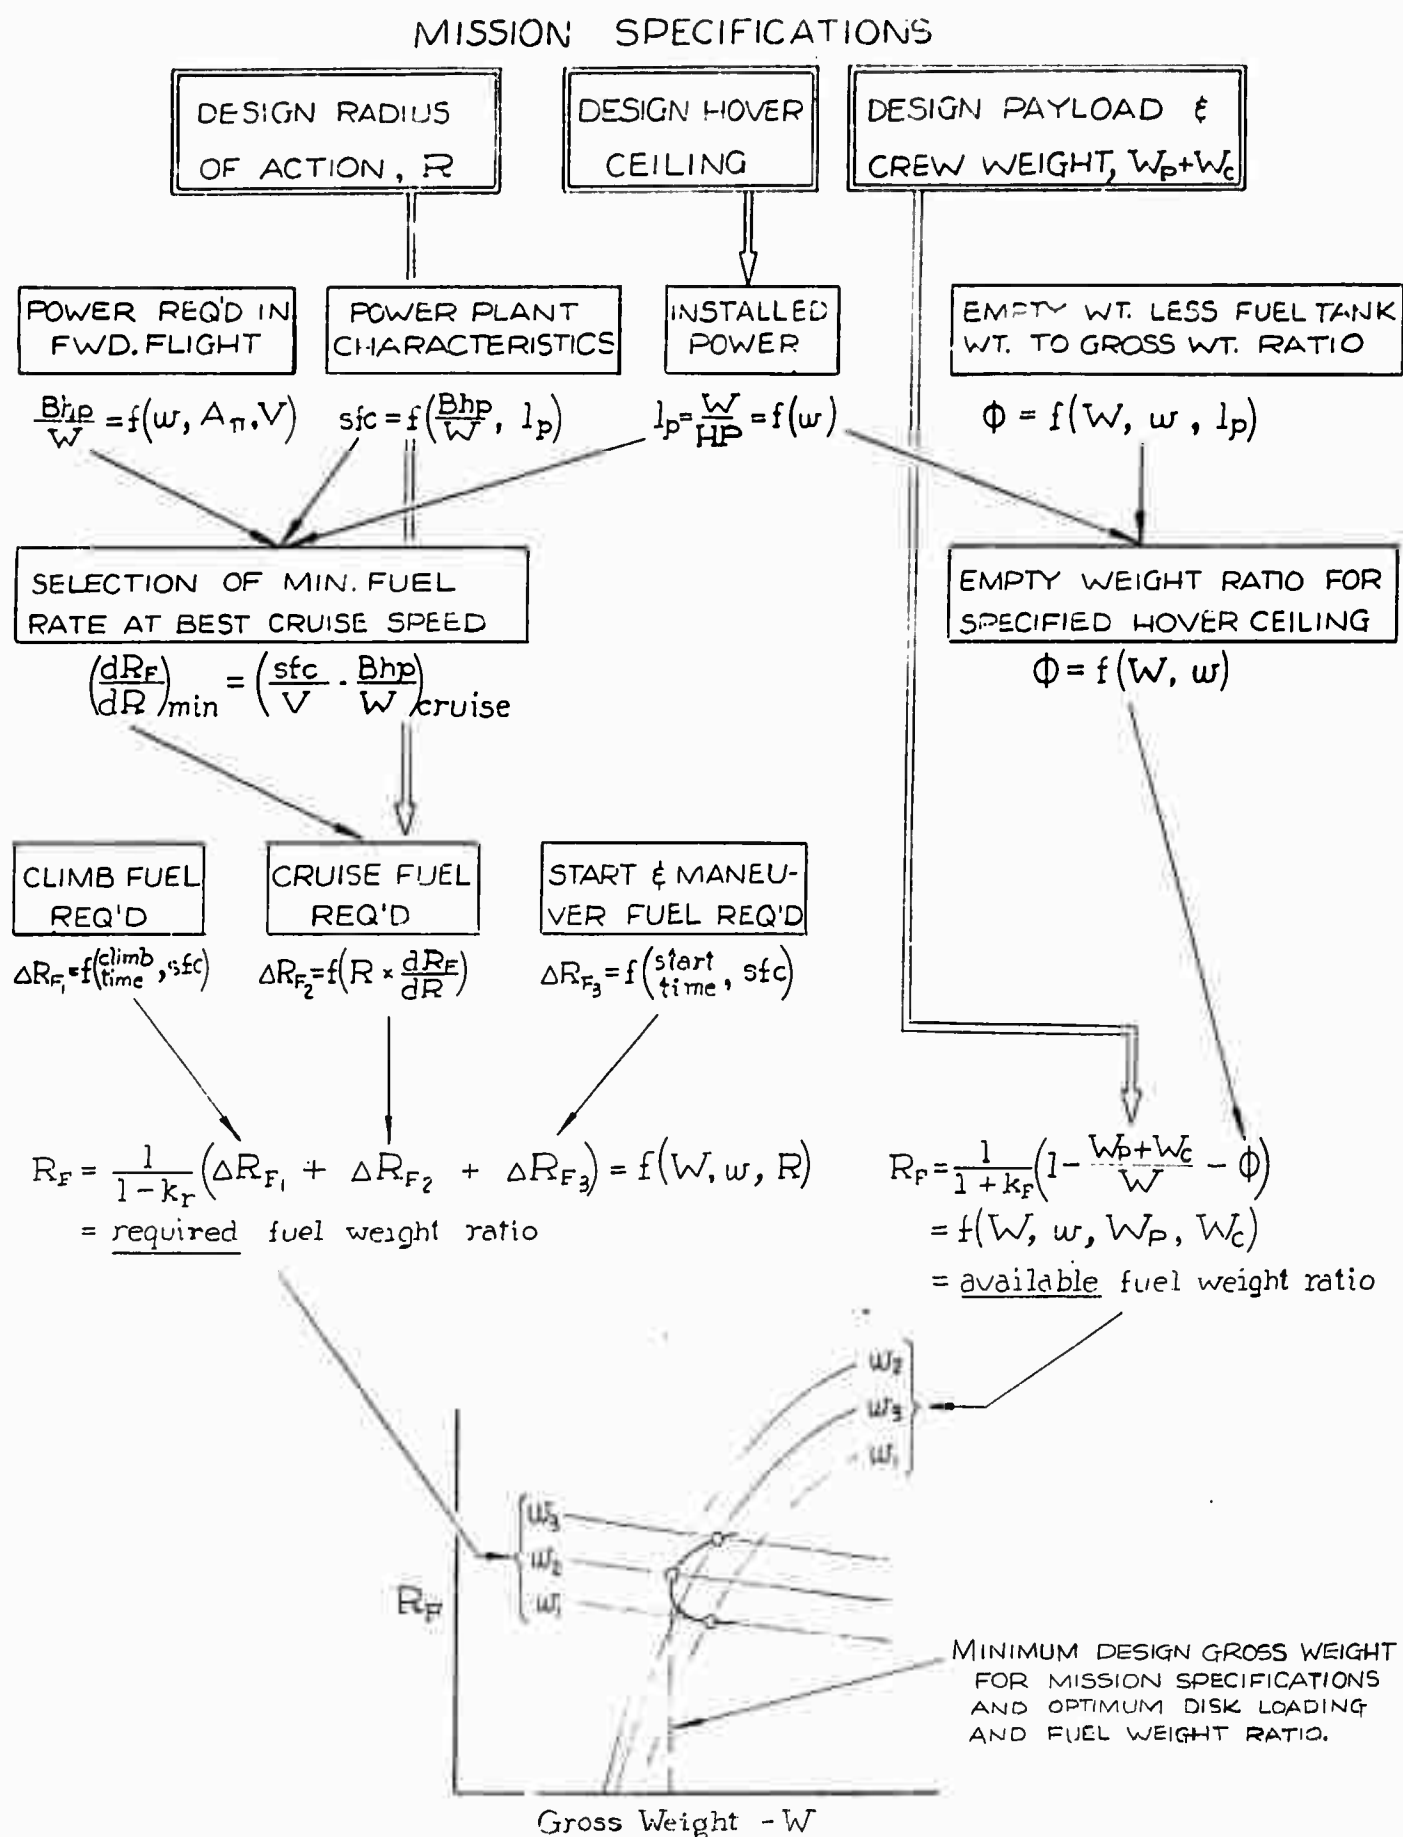 MISSION SPECIFICATIONS
DESIGN RADIUS
OF ACTION, R
DESIGN HOVER
CEILING
DESIGN PAYLOAD &
CREW WEIGHT, Wp+Wc
POWER REQ'D IN
FWD. FLIGHT
POWER PLANT
CHARACTERISTICS
INSTALLED
POWER
EMPTY WT. LESS FUEL TANK
WT. TO GROSS WT. RATIO
Bhp/W = f(w, Aπ, V)
sfc = f(Bhp/W, lp)
lp = W/HP = f(w)
Φ = f(W, w, lp)
SELECTION OF MIN. FUEL
RATE AT BEST CRUISE SPEED
EMPTY WEIGHT RATIO FOR
SPECIFIED HOVER CEILING
(dRF/dR)min = (sfc/V · Bhp/W)cruise
Φ = f(W, w)
CLIMB FUEL
REQ'D
CRUISE FUEL
REQ'D
START & MANEU-
VER FUEL REQ'D
ΔRF1 = f(climb time, sfc)
ΔRF2 = f(R × dRF/dR)
ΔRF3 = f(start time, sfc)
RF = 1/(1 - kr) (ΔRF1 + ΔRF2 + ΔRF3) = f(W, w, R)
= required fuel weight ratio
RF = 1/(1 + kF) (1 - (Wp + Wc)/W - Φ)
= f(W, w, Wp, Wc)
= available fuel weight ratio
w2
w3
w1
w3
w2
w1
RF
MINIMUM DESIGN GROSS WEIGHT
FOR MISSION SPECIFICATIONS
AND OPTIMUM DISK LOADING
AND FUEL WEIGHT RATIO.
Gross Weight - W